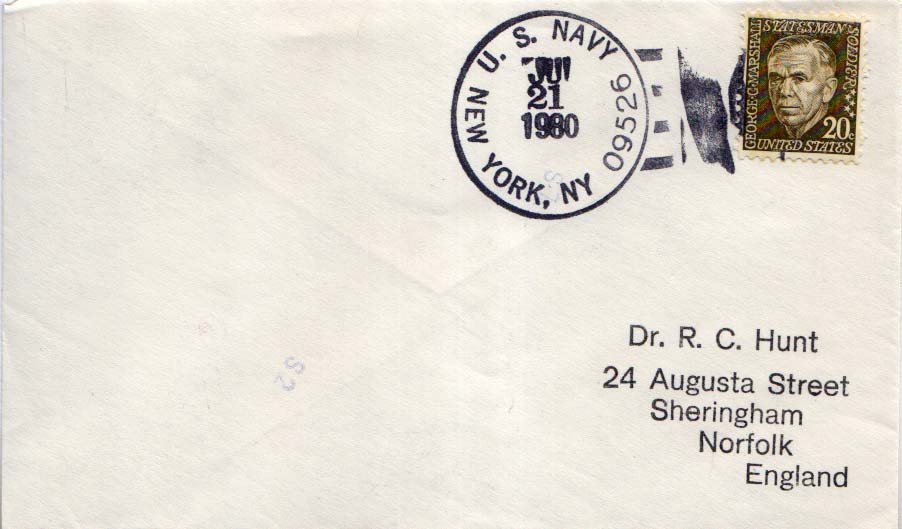 U. S. NAVY
21
1980
NEW YORK, NY 09526
GEORGE·C·MARSHALL
STATESMAN
SOLDIER
20c
UNITED STATES
Dr. R. C. Hunt
24 Augusta Street
Sheringham
Norfolk
England
S2